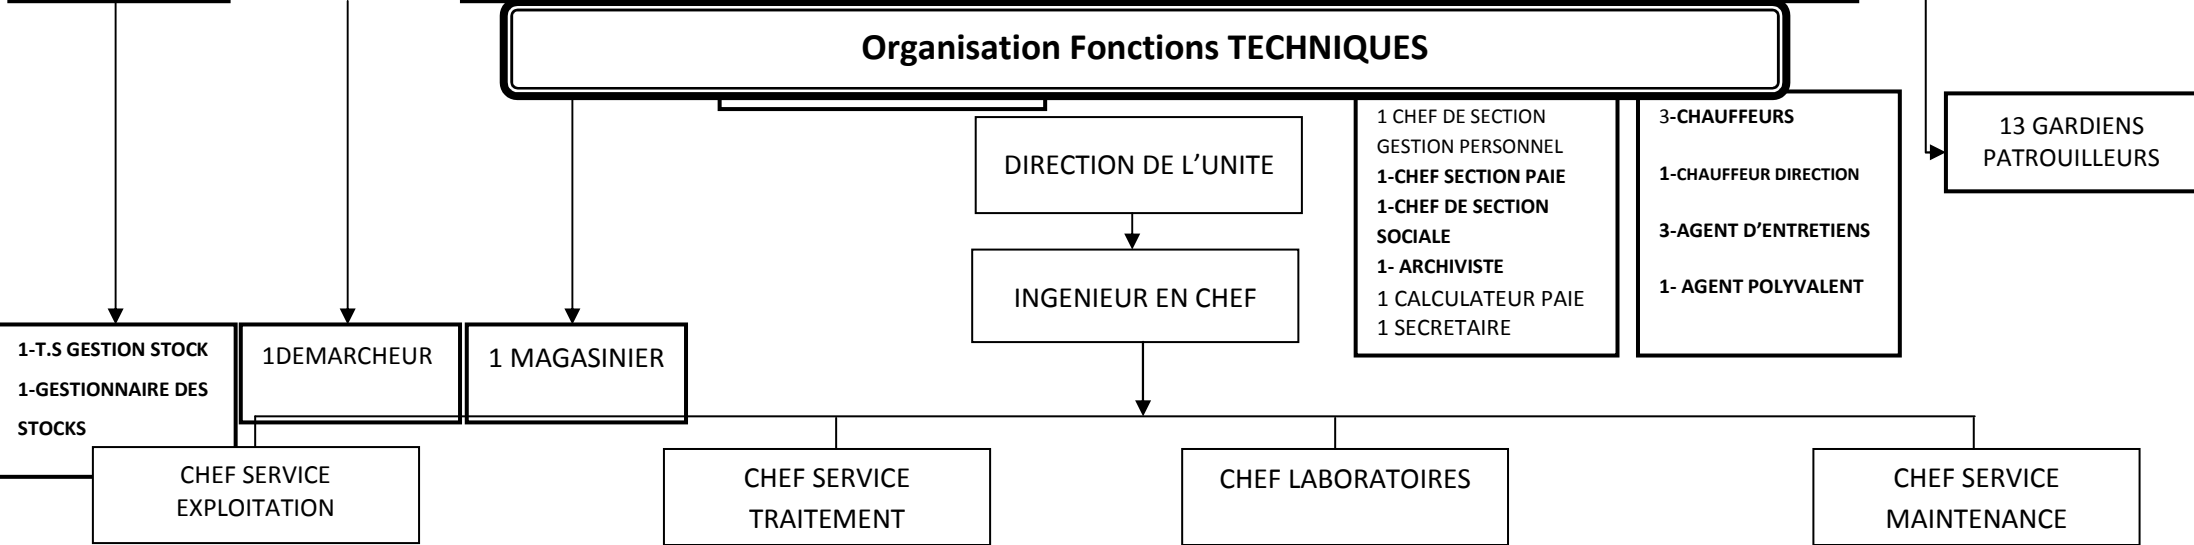 Organisation Fonctions TECHNIQUES
DIRECTION DE L’UNITE
INGENIEUR EN CHEF
1 CHEF DE SECTION
GESTION PERSONNEL
1-CHEF SECTION PAIE
1-CHEF DE SECTION
SOCIALE
1- ARCHIVISTE
1 CALCULATEUR PAIE
1 SECRETAIRE
3-CHAUFFEURS
1-CHAUFFEUR DIRECTION
3-AGENT D’ENTRETIENS
1- AGENT POLYVALENT
13 GARDIENS
PATROUILLEURS
1-T.S GESTION STOCK
1-GESTIONNAIRE DES
STOCKS
1DEMARCHEUR
1 MAGASINIER
CHEF SERVICE
EXPLOITATION
CHEF SERVICE
TRAITEMENT
CHEF LABORATOIRES
CHEF SERVICE
MAINTENANCE